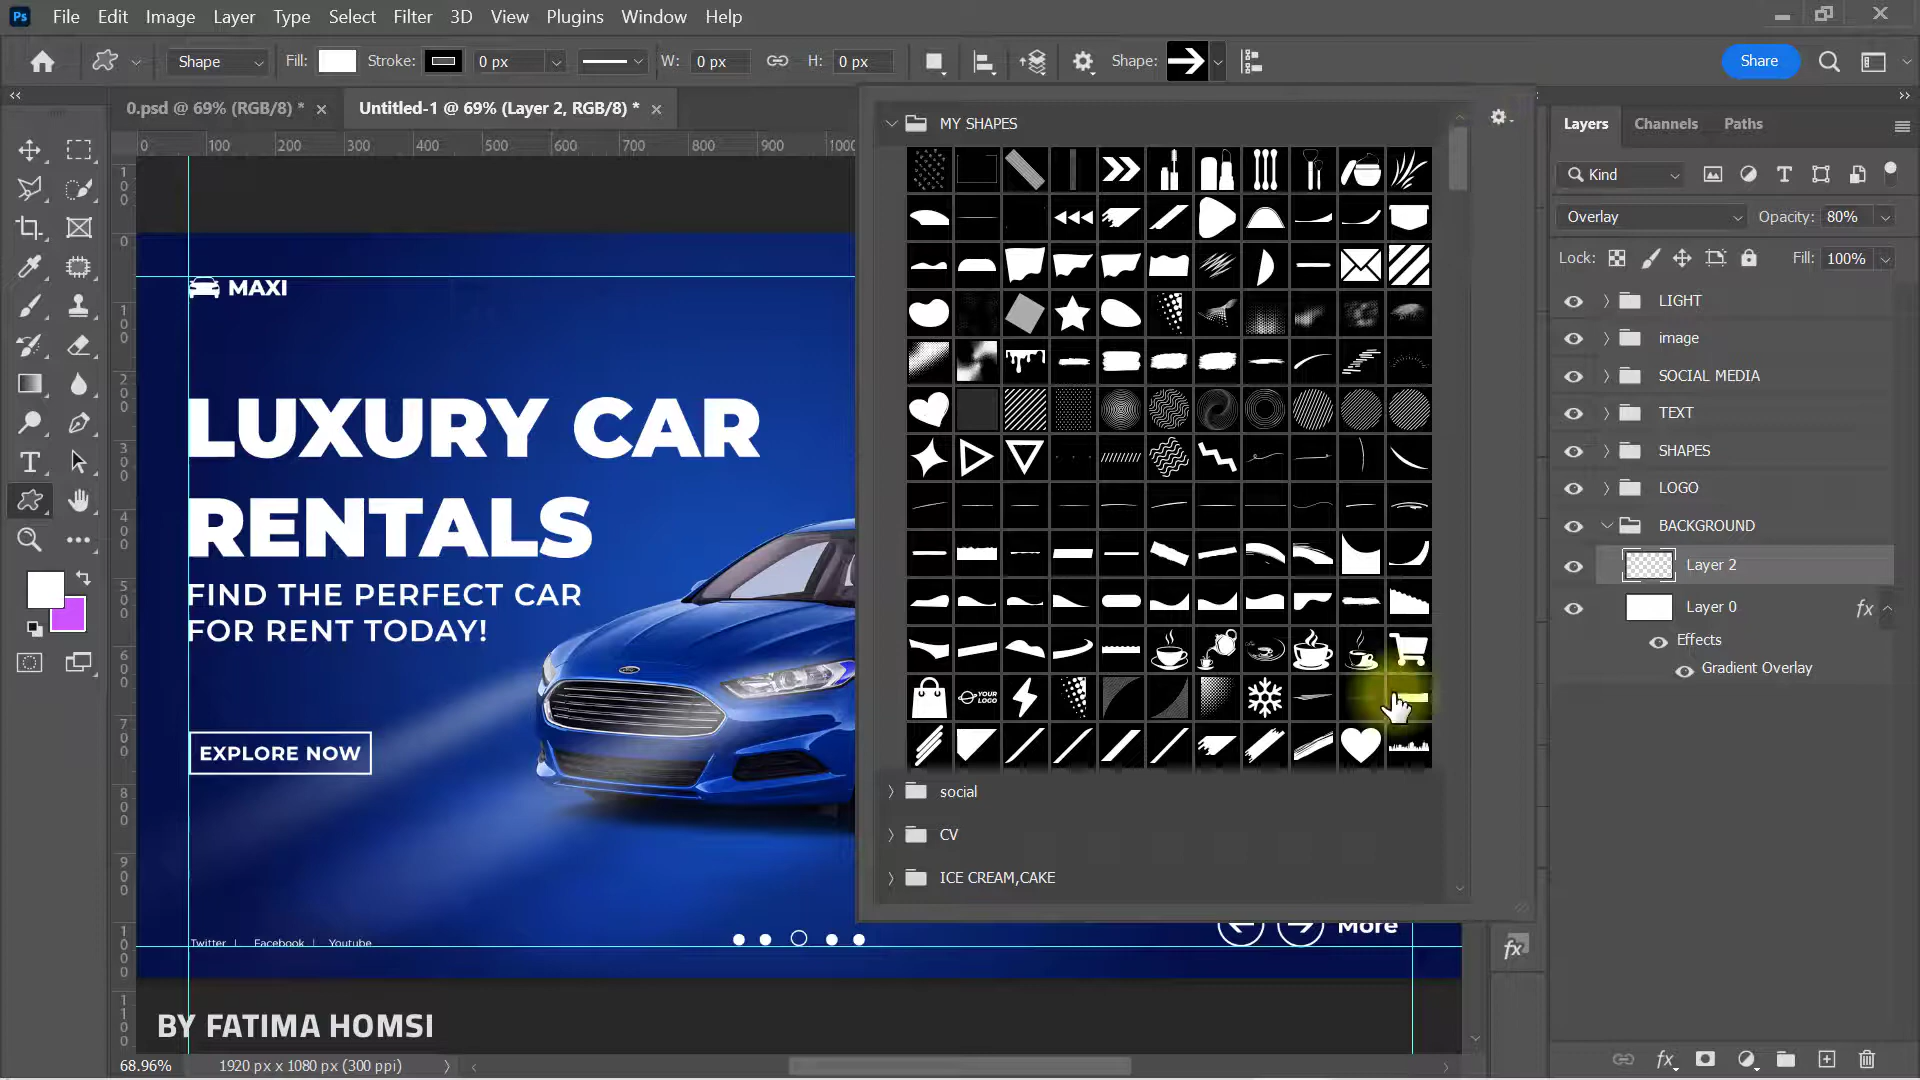 Ps File Edit Image Layer Type Select Filter 3D View Plugins Window Help
Shape Fill: Stroke: 0 px W: 0 px H: 0 px Shape: Share
0.psd @ 69% (RGB/8) * Untitled-1 @ 69% (Layer 2, RGB/8) *
0 100 200 300 400 500 600 700 800 900 1000
MY SHAPES
YOUR LOGO
social
CV
ICE CREAM,CAKE
MAXI
LUXURY CAR
RENTALS
FIND THE PERFECT CAR
FOR RENT TODAY!
EXPLORE NOW
Twitter | Facebook | Youtube
More
BY FATIMA HOMSI
68.96% 1920 px x 1080 px (300 ppi)
Layers Channels Paths
Kind
Overlay Opacity: 80%
Lock: Fill: 100%
LIGHT
image
SOCIAL MEDIA
TEXT
SHAPES
LOGO
BACKGROUND
Layer 2
Layer 0 fx
Effects
Gradient Overlay
fx
fx